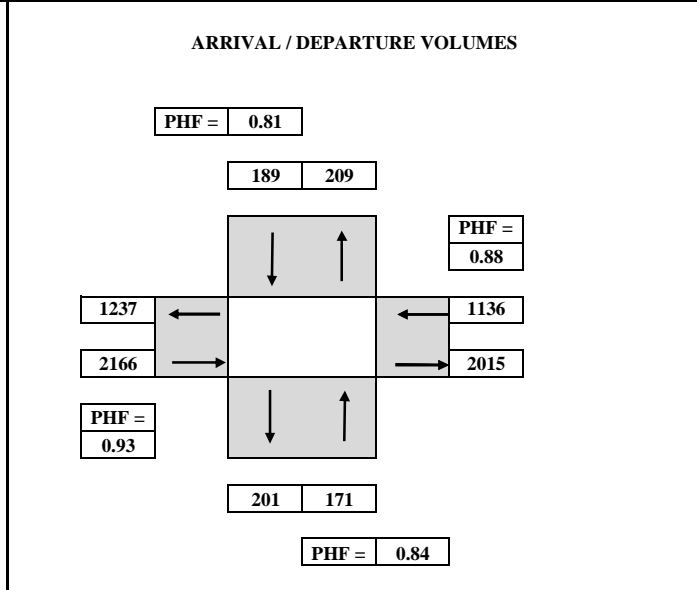 ARRIVAL / DEPARTURE VOLUMES
PHF = 0.81
189 209
PHF =
0.88
1237 1136
2166 2015
PHF =
0.93
201 171
PHF = 0.84